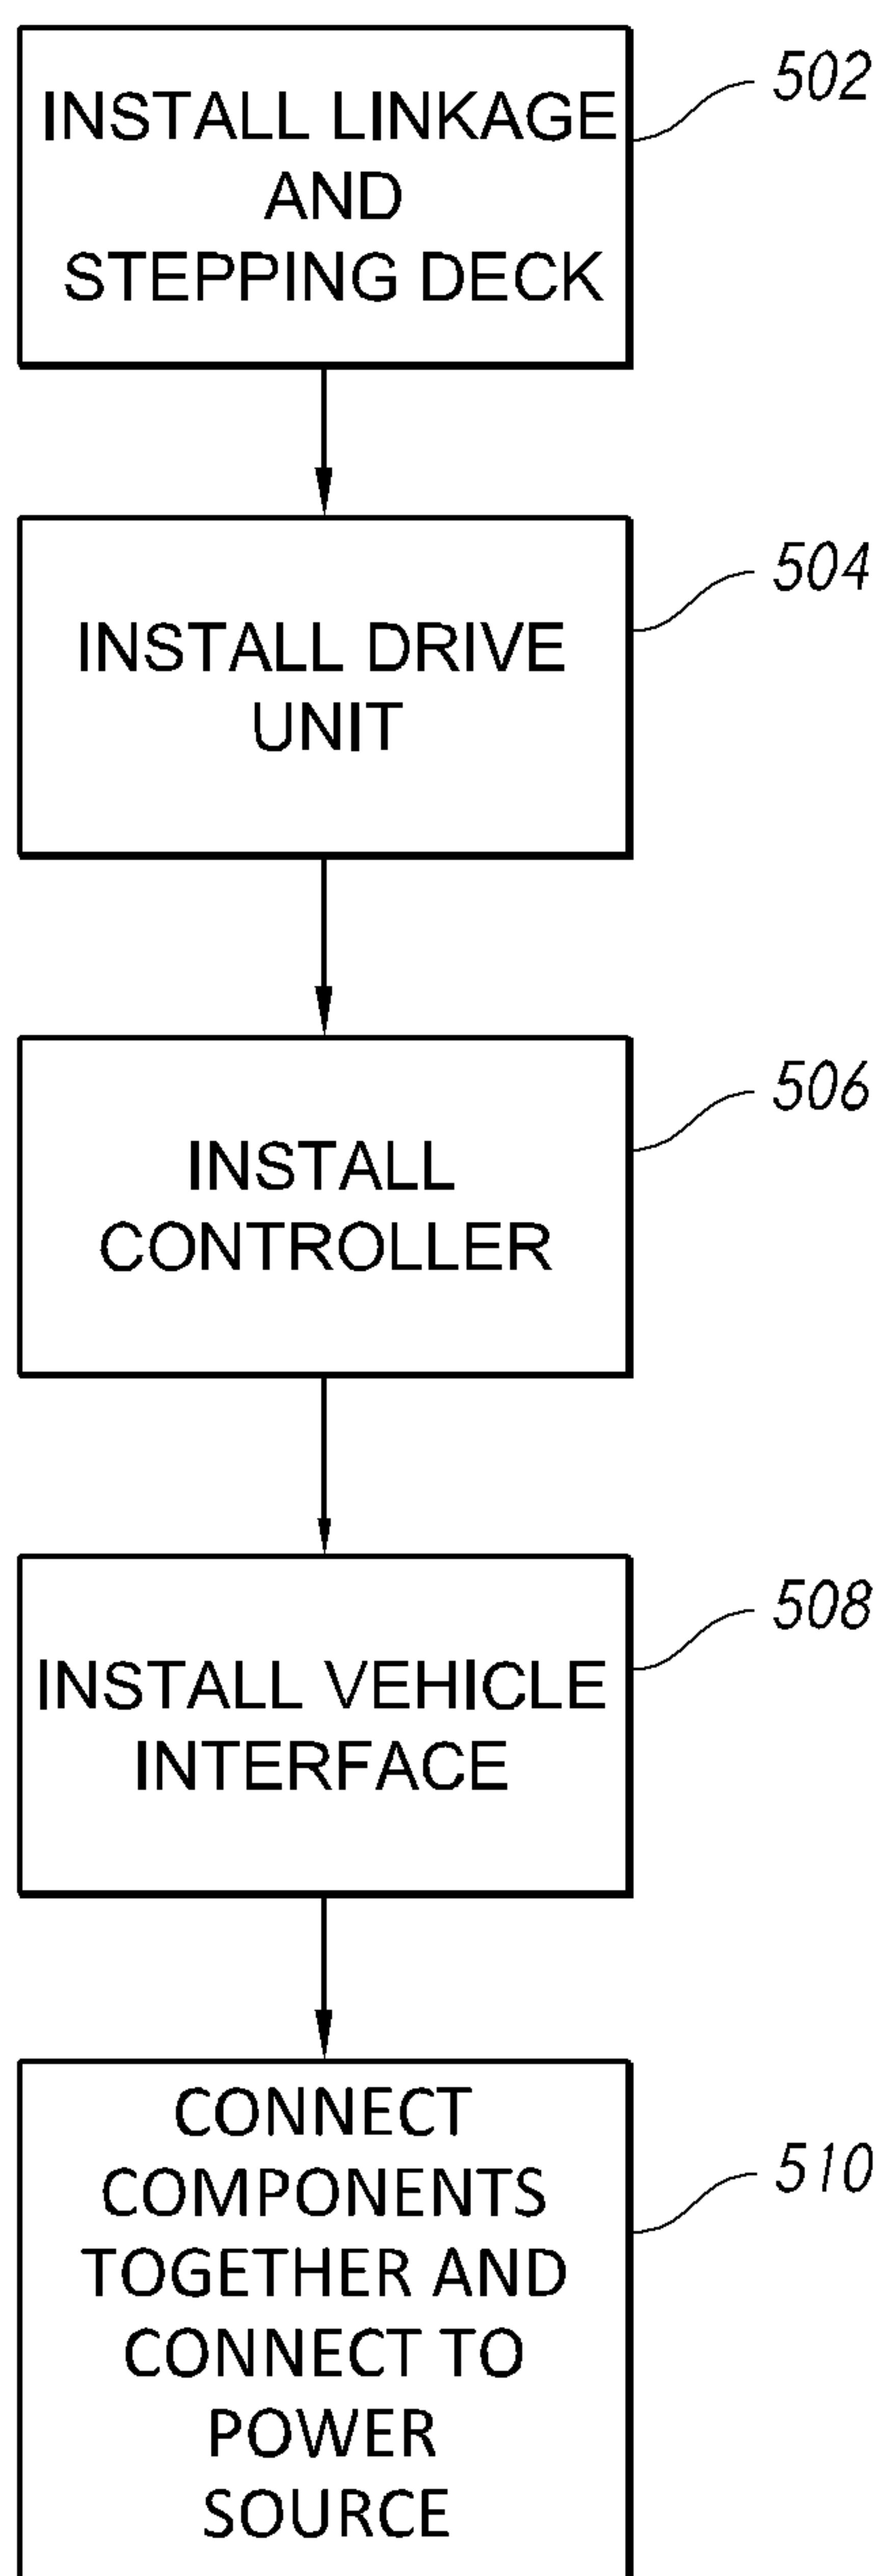 INSTALL LINKAGE
AND
STEPPING DECK
502
INSTALL DRIVE
UNIT
504
INSTALL
CONTROLLER
506
INSTALL VEHICLE
INTERFACE
508
CONNECT
COMPONENTS
TOGETHER AND
CONNECT TO
POWER
SOURCE
510